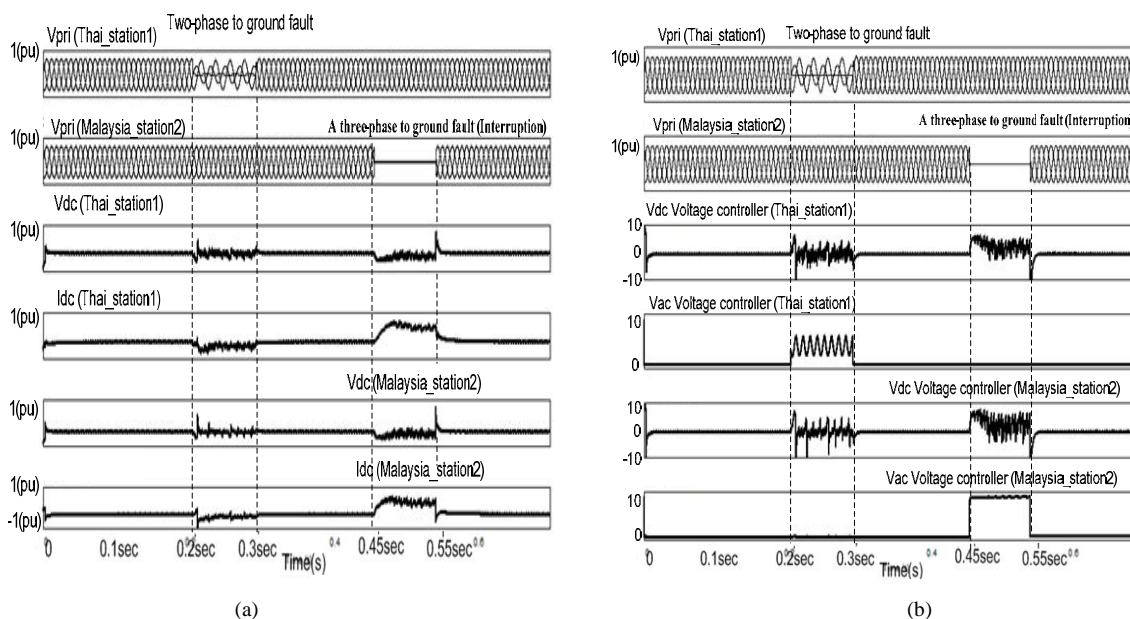 Two-phase to ground fault
Vpri (Thai_station1)
1(pu)
Vpri (Malaysia_station2)
A three-phase to ground fault (Interruption)
1(pu)
Vdc (Thai_station1)
1(pu)
Idc (Thai_station1)
1(pu)
Vdc(Malaysia_station2)
1(pu)
Idc (Malaysia_station2)
1(pu)
-1(pu)
0 0.1sec 0.2sec 0.3sec 0.4 0.45sec 0.55sec 0.6
Time(s)
(a)
Vpri (Thai_station1)
Two-phase to ground fault
1(pu)
Vpri (Malaysia_station2)
A three-phase to ground fault (Interruption)
1(pu)
Vdc Voltage controller (Thai_station1)
10
0
-10
Vac Voltage controller (Thai_station1)
10
0
Vdc Voltage controller (Malaysia_station2)
10
0
-10
Vac Voltage controller (Malaysia_station2)
10
0
0 0.1sec 0.2sec 0.3sec 0.4 0.45sec 0.55sec 0.6
Time(s)
(b)